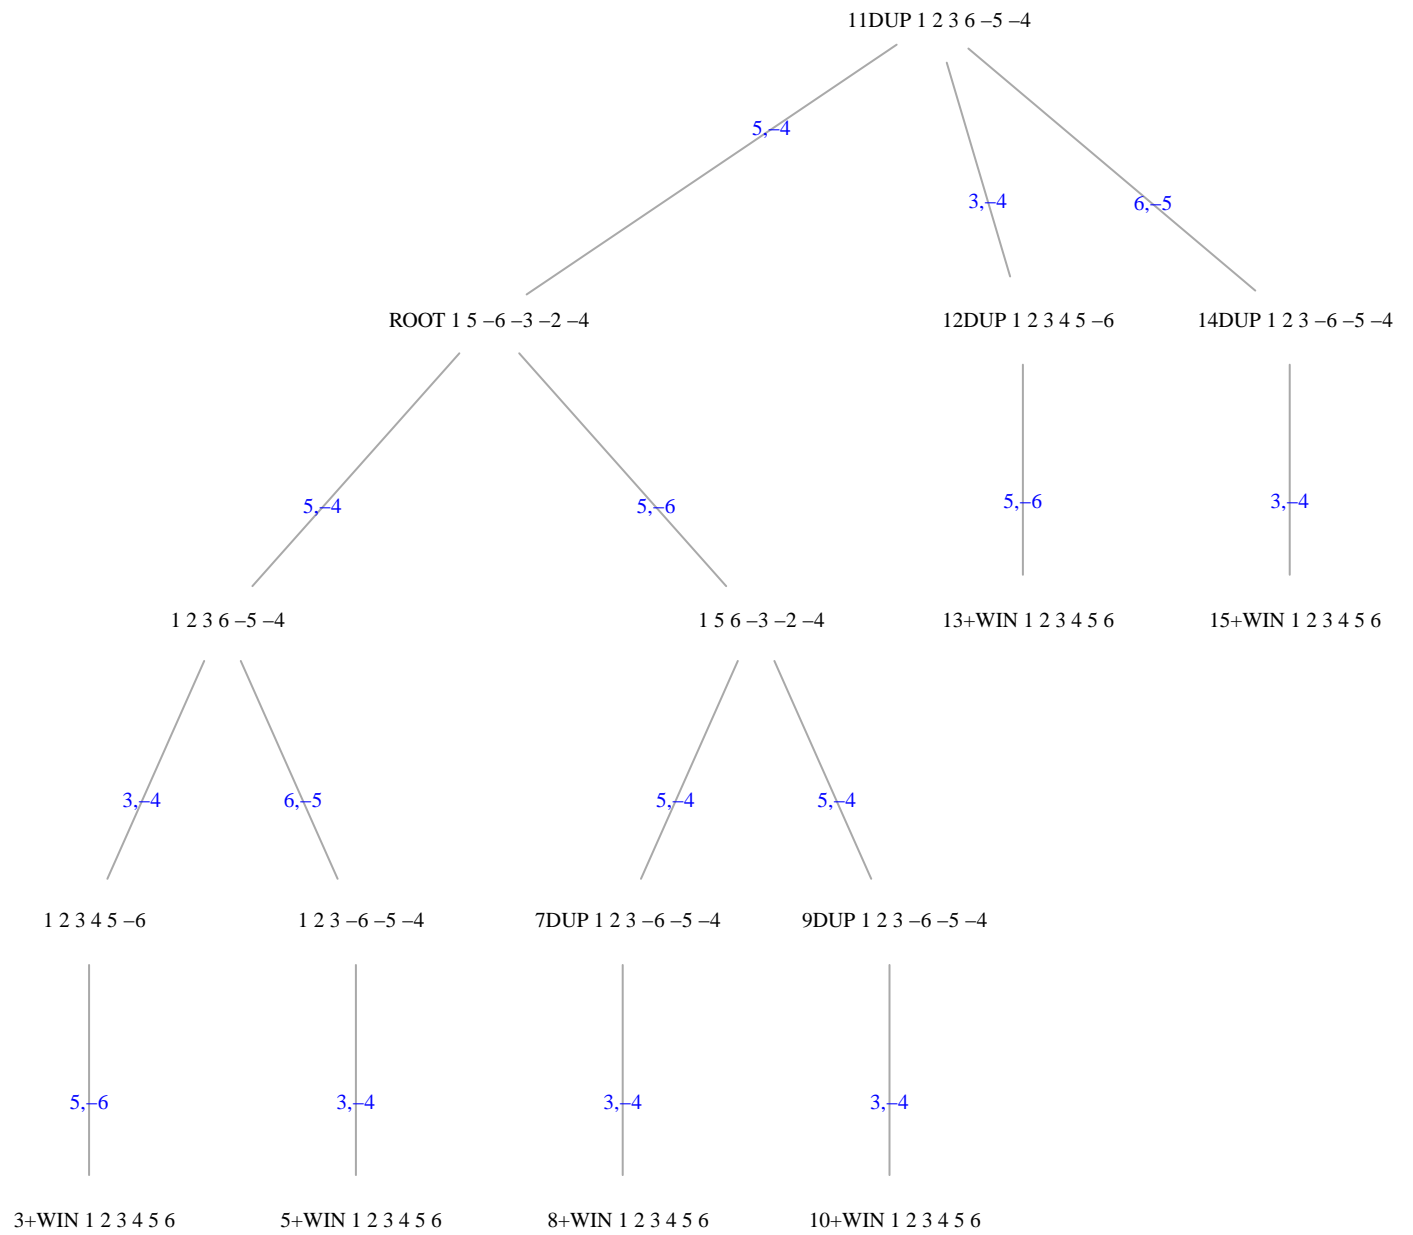 11DUP 1 2 3 6 –5 –4
5,–4
3,–4
6,–5
ROOT 1 5 –6 –3 –2 –4
12DUP 1 2 3 4 5 –6
14DUP 1 2 3 –6 –5 –4
5,–4
5,–6
5,–6
3,–4
1 2 3 6 –5 –4
1 5 6 –3 –2 –4
13+WIN 1 2 3 4 5 6
15+WIN 1 2 3 4 5 6
3,–4
6,–5
5,–4
5,–4
1 2 3 4 5 –6
1 2 3 –6 –5 –4
7DUP 1 2 3 –6 –5 –4
9DUP 1 2 3 –6 –5 –4
5,–6
3,–4
3,–4
3,–4
3+WIN 1 2 3 4 5 6
5+WIN 1 2 3 4 5 6
8+WIN 1 2 3 4 5 6
10+WIN 1 2 3 4 5 6